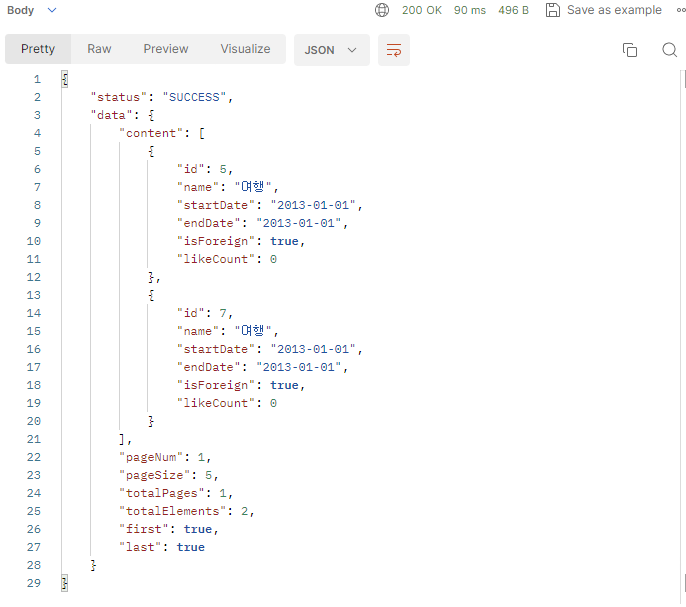 Body 200 OK 90 ms 496 B Save as example
Pretty Raw Preview Visualize JSON
1 {
2 "status": "SUCCESS",
3 "data": {
4 "content": [
5 {
6 "id": 5,
7 "name": "여행",
8 "startDate": "2013-01-01",
9 "endDate": "2013-01-01",
10 "isForeign": true,
11 "likeCount": 0
12 },
13 {
14 "id": 7,
15 "name": "여행",
16 "startDate": "2013-01-01",
17 "endDate": "2013-01-01",
18 "isForeign": true,
19 "likeCount": 0
20 }
21 ],
22 "pageNum": 1,
23 "pageSize": 5,
24 "totalPages": 1,
25 "totalElements": 2,
26 "first": true,
27 "last": true
28 }
29 }